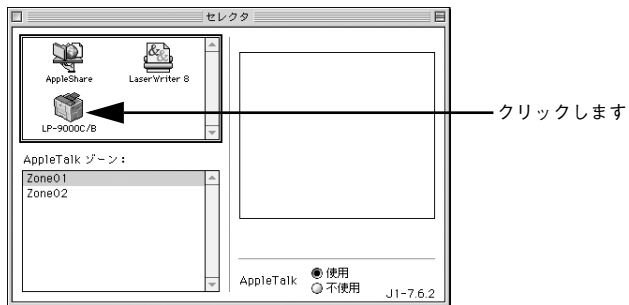 セレクタ
AppleShare
LaserWriter 8
LP-9000C/B
クリックします
AppleTalk ゾーン：
Zone01
Zone02
AppleTalk
使用
不使用
J1-7.6.2